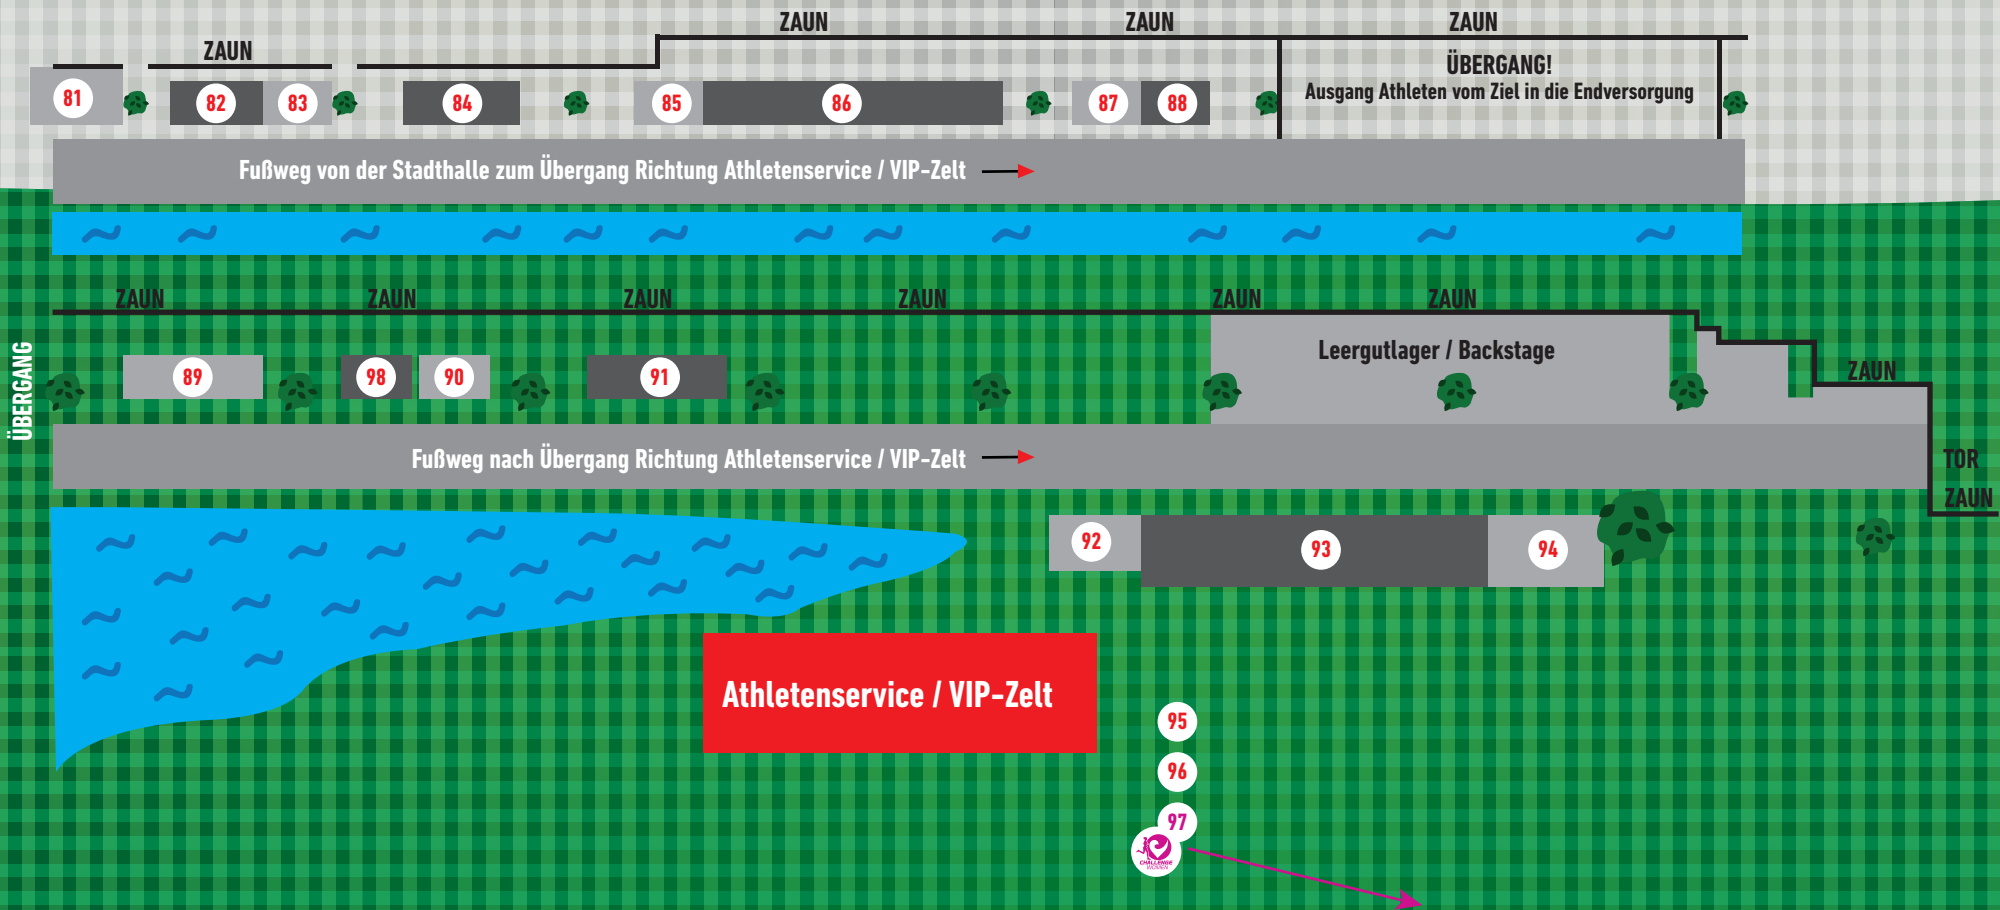 ZAUN
ZAUN
ZAUN
ZAUN
ÜBERGANG!
Ausgang Athleten vom Ziel in die Endversorgung
81
82
83
84
85
86
87
88
Fußweg von der Stadthalle zum Übergang Richtung Athletenservice / VIP-Zelt
ZAUN
ZAUN
ZAUN
ZAUN
ZAUN
ZAUN
Leergutlager / Backstage
ZAUN
ÜBERGANG
89
98
90
91
Fußweg nach Übergang Richtung Athletenservice / VIP-Zelt
TOR
ZAUN
92
93
94
Athletenservice / VIP-Zelt
95
96
97
CHALLENGE
WOMEN